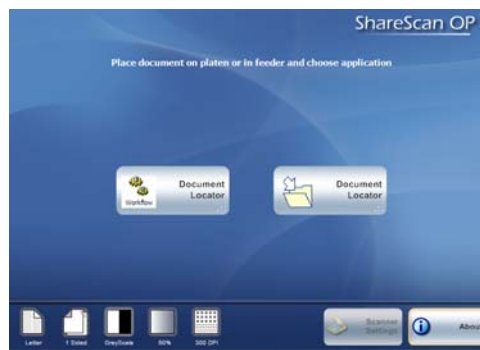 ShareScan OP
Place document on platen or in feeder and choose application
Workflow
Document
Locator
Document
Locator
Letter
1 Sided
GreyScale
50%
300 DPI
Scanner
Settings
About